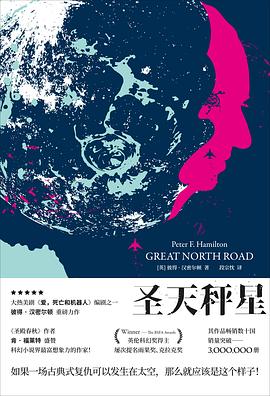 Peter F. Hamilton
GREAT NORTH ROAD
[英] 彼得·汉密尔顿 著 段宗忱 译
圣天秤星
★★★★★
大热美剧《爱，死亡和机器人》编剧之一
彼得·汉密尔顿 重磅力作
《圣殿春秋》作者
肯·福莱特 盛赞
科幻小说界最富想象力的作家！
Winner — The BSFA Awards
英伦科幻奖得主
屡次提名雨果奖、克拉克奖
其作品畅销数十国
销量突破
3,000,000册
如果一场古典式复仇可以发生在太空，那么就应该是这个样子！